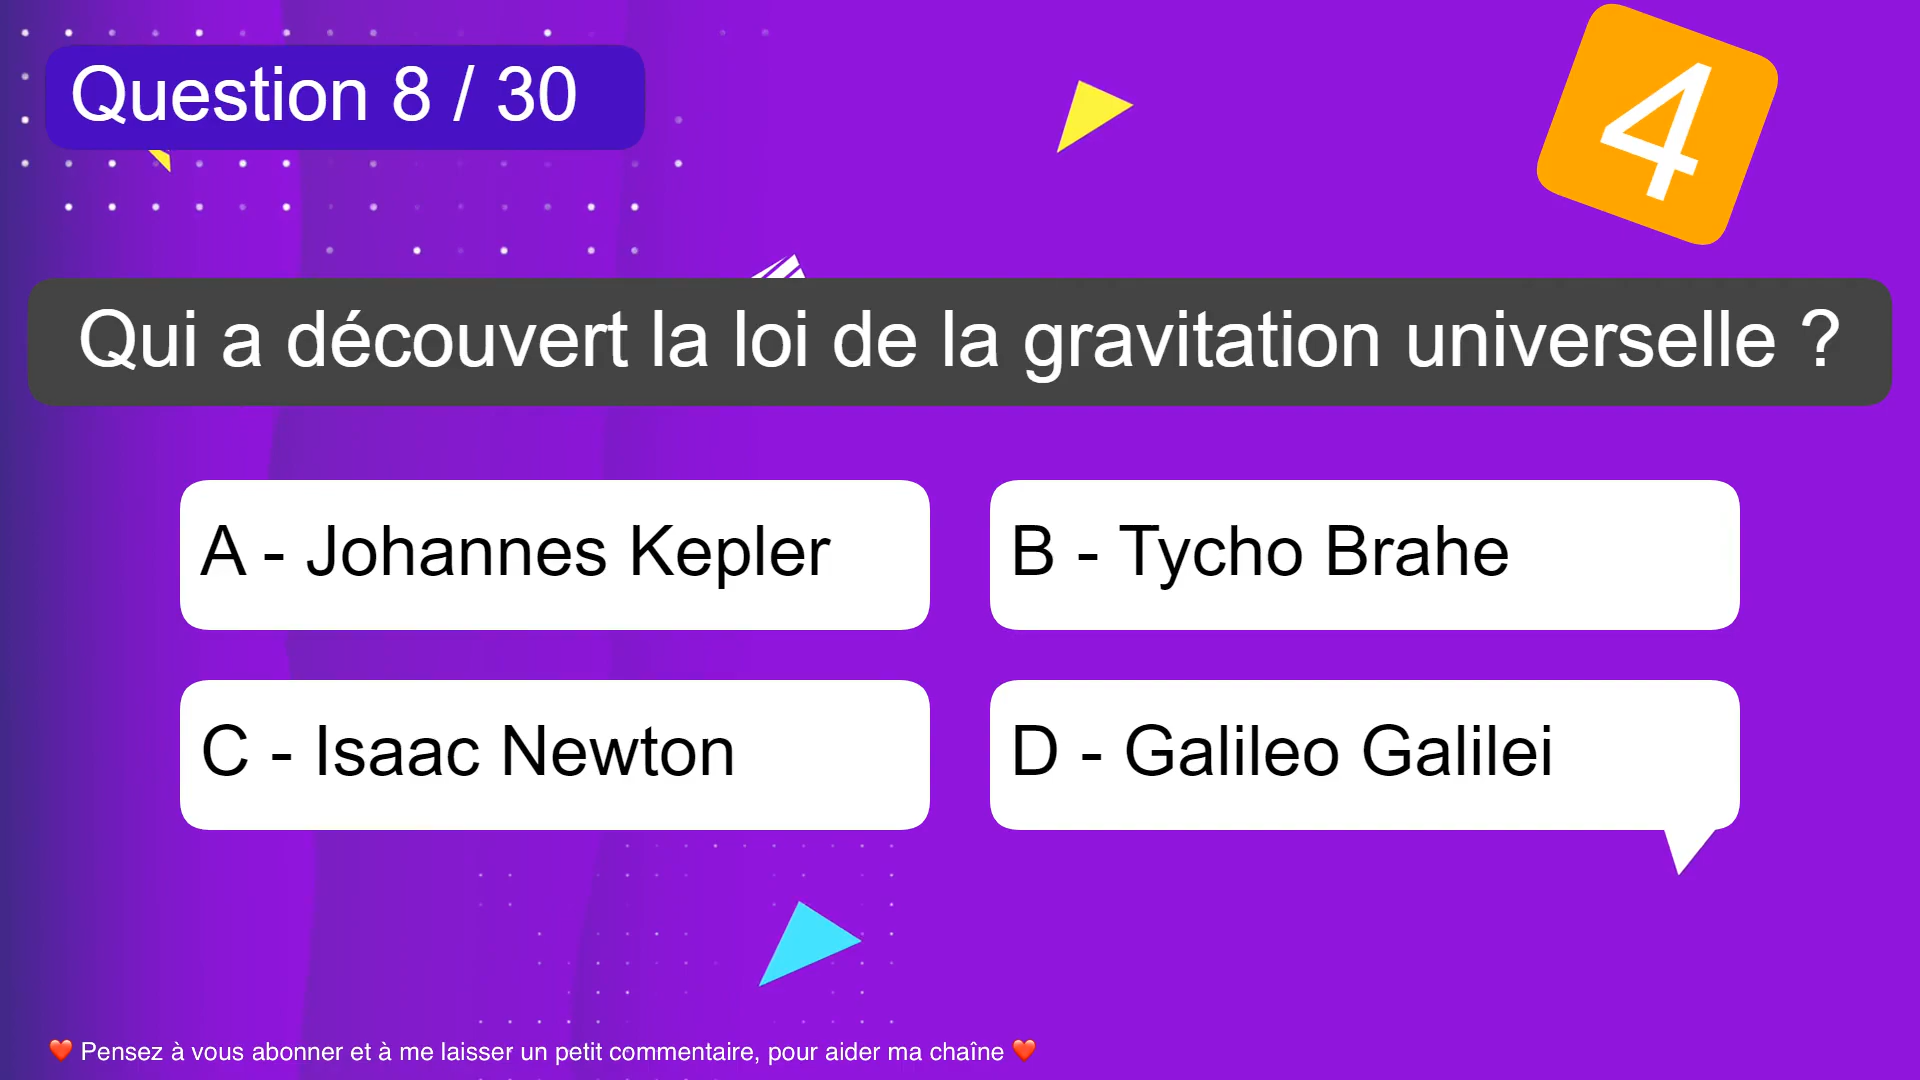 Question 8 / 30
4
Qui a découvert la loi de la gravitation universelle ?
A - Johannes Kepler
B - Tycho Brahe
C - Isaac Newton
D - Galileo Galilei
❤️ Pensez à vous abonner et à me laisser un petit commentaire, pour aider ma chaîne ❤️